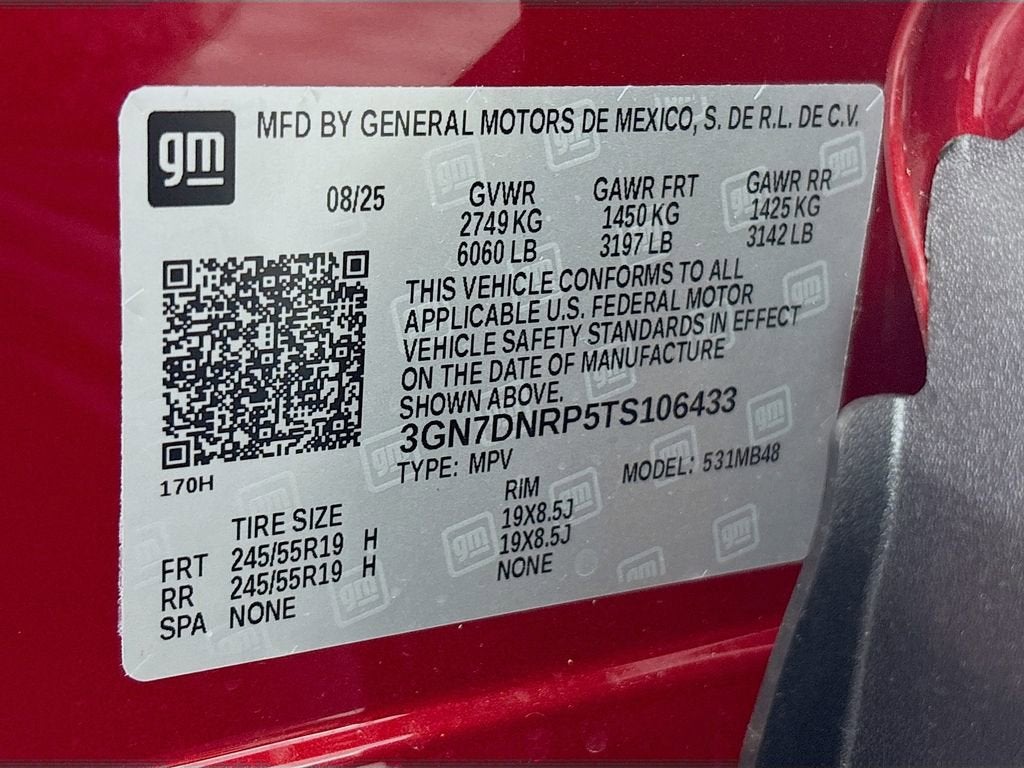 gm
MFD BY GENERAL MOTORS DE MEXICO, S. DE R.L. DE C.V.
08/25
GVWR
2749 KG
6060 LB
GAWR FRT
1450 KG
3197 LB
GAWR RR
1425 KG
3142 LB
THIS VEHICLE CONFORMS TO ALL
APPLICABLE U.S. FEDERAL MOTOR
VEHICLE SAFETY STANDARDS IN EFFECT
ON THE DATE OF MANUFACTURE
SHOWN ABOVE.
3GN7DNRP5TS106433
TYPE: MPV MODEL: 531MB48
170H
TIRE SIZE RIM
FRT 245/55R19 H 19X8.5J
RR 245/55R19 H 19X8.5J
SPA NONE NONE